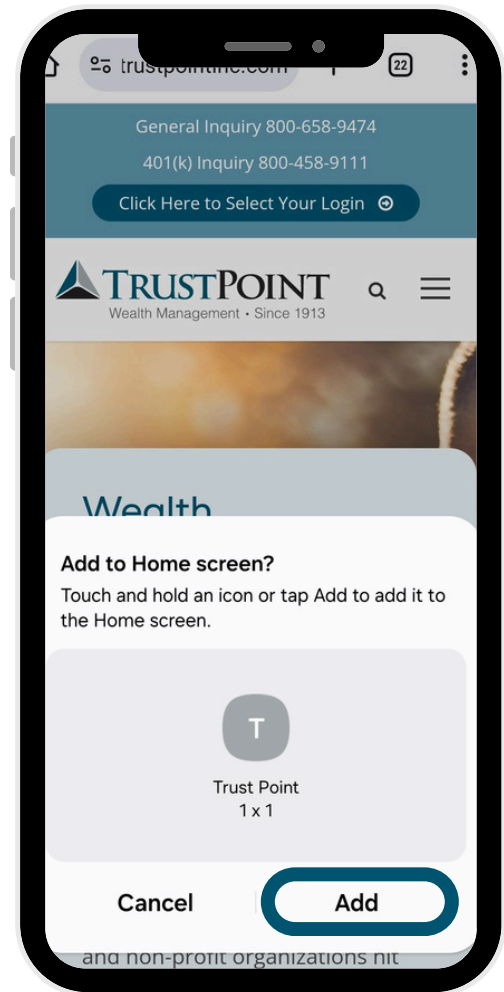 trustpointinc.com
22
General Inquiry 800-658-9474
401(k) Inquiry 800-458-9111
Click Here to Select Your Login
TRUSTPOINT
Wealth Management • Since 1913
Wealth
Add to Home screen?
Touch and hold an icon or tap Add to add it to
the Home screen.
T
Trust Point
1 x 1
Cancel Add
and non-profit organizations hit